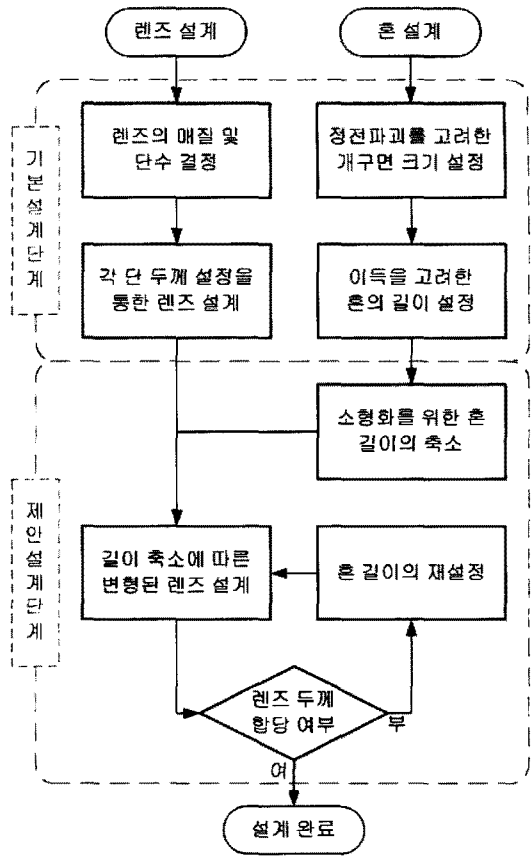 렌즈 설계
혼 설계
기본설계단계
렌즈의 매질 및
단수 결정
정전파괴를 고려한
개구면 크기 설정
각 단 두께 설정을
통한 렌즈 설계
이득을 고려한
혼의 길이 설정
소형화를 위한 혼
길이의 축소
제안설계단계
길이 축소에 따른
변형된 렌즈 설계
혼 길이의 재설정
렌즈 두께
합당 여부
부
여
설계 완료